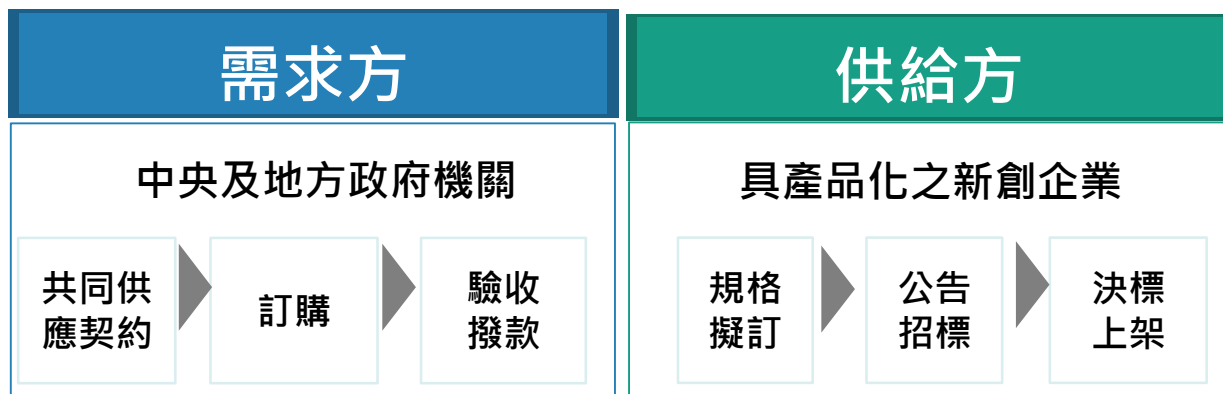 需求方
中央及地方政府機關
共同供
應契約
訂購
驗收
撥款
供給方
具產品化之新創企業
規格
擬訂
公告
招標
決標
上架